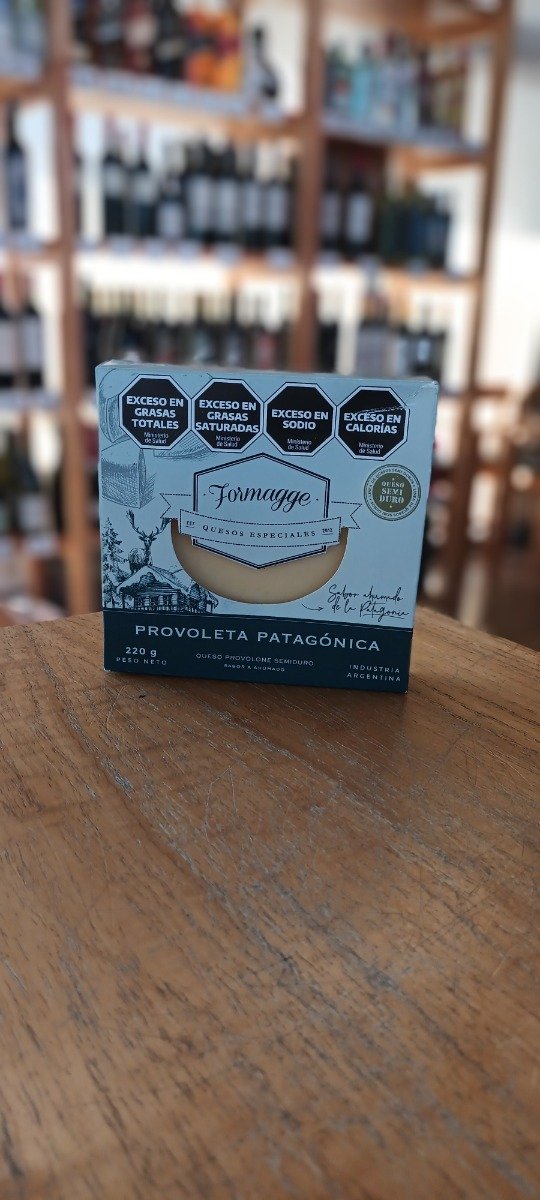 EXCESO EN
GRASAS
TOTALES
Ministerio
de Salud
EXCESO EN
GRASAS
SATURADAS
Ministerio
de Salud
EXCESO EN
SODIO
Ministerio
de Salud
EXCESO EN
CALORÍAS
Ministerio
de Salud
Formagge
QUESOS ESPECIALES
QUESO
SEMI
DURO
Sabor ahumado
de la Patagonia
PROVOLETA PATAGÓNICA
220 g
PESO NETO
QUESO PROVOLONE SEMIDURO
SABOR A AHUMADO
INDUSTRIA
ARGENTINA